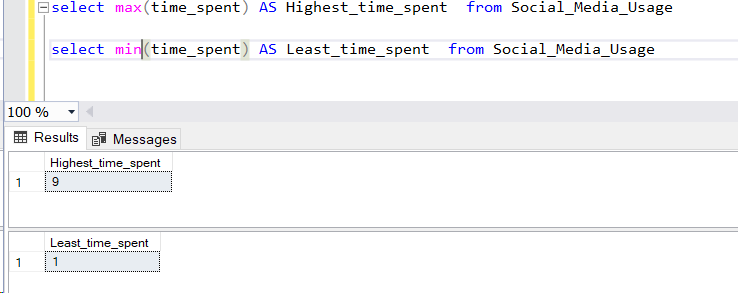 select max(time_spent) AS Highest_time_spent  from Social_Media_Usage
select min(time_spent) AS Least_time_spent  from Social_Media_Usage
100 %
Results Messages
Highest_time_spent
1 9
Least_time_spent
1 1